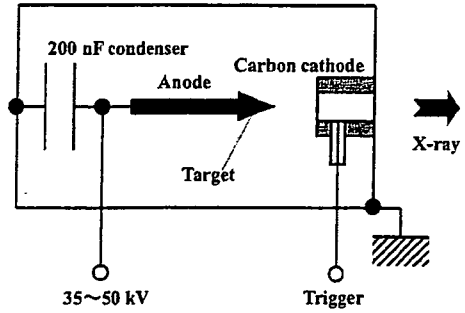 200 nF condenser
Carbon cathode
Anode
X-ray
Target
35～50 kV
Trigger